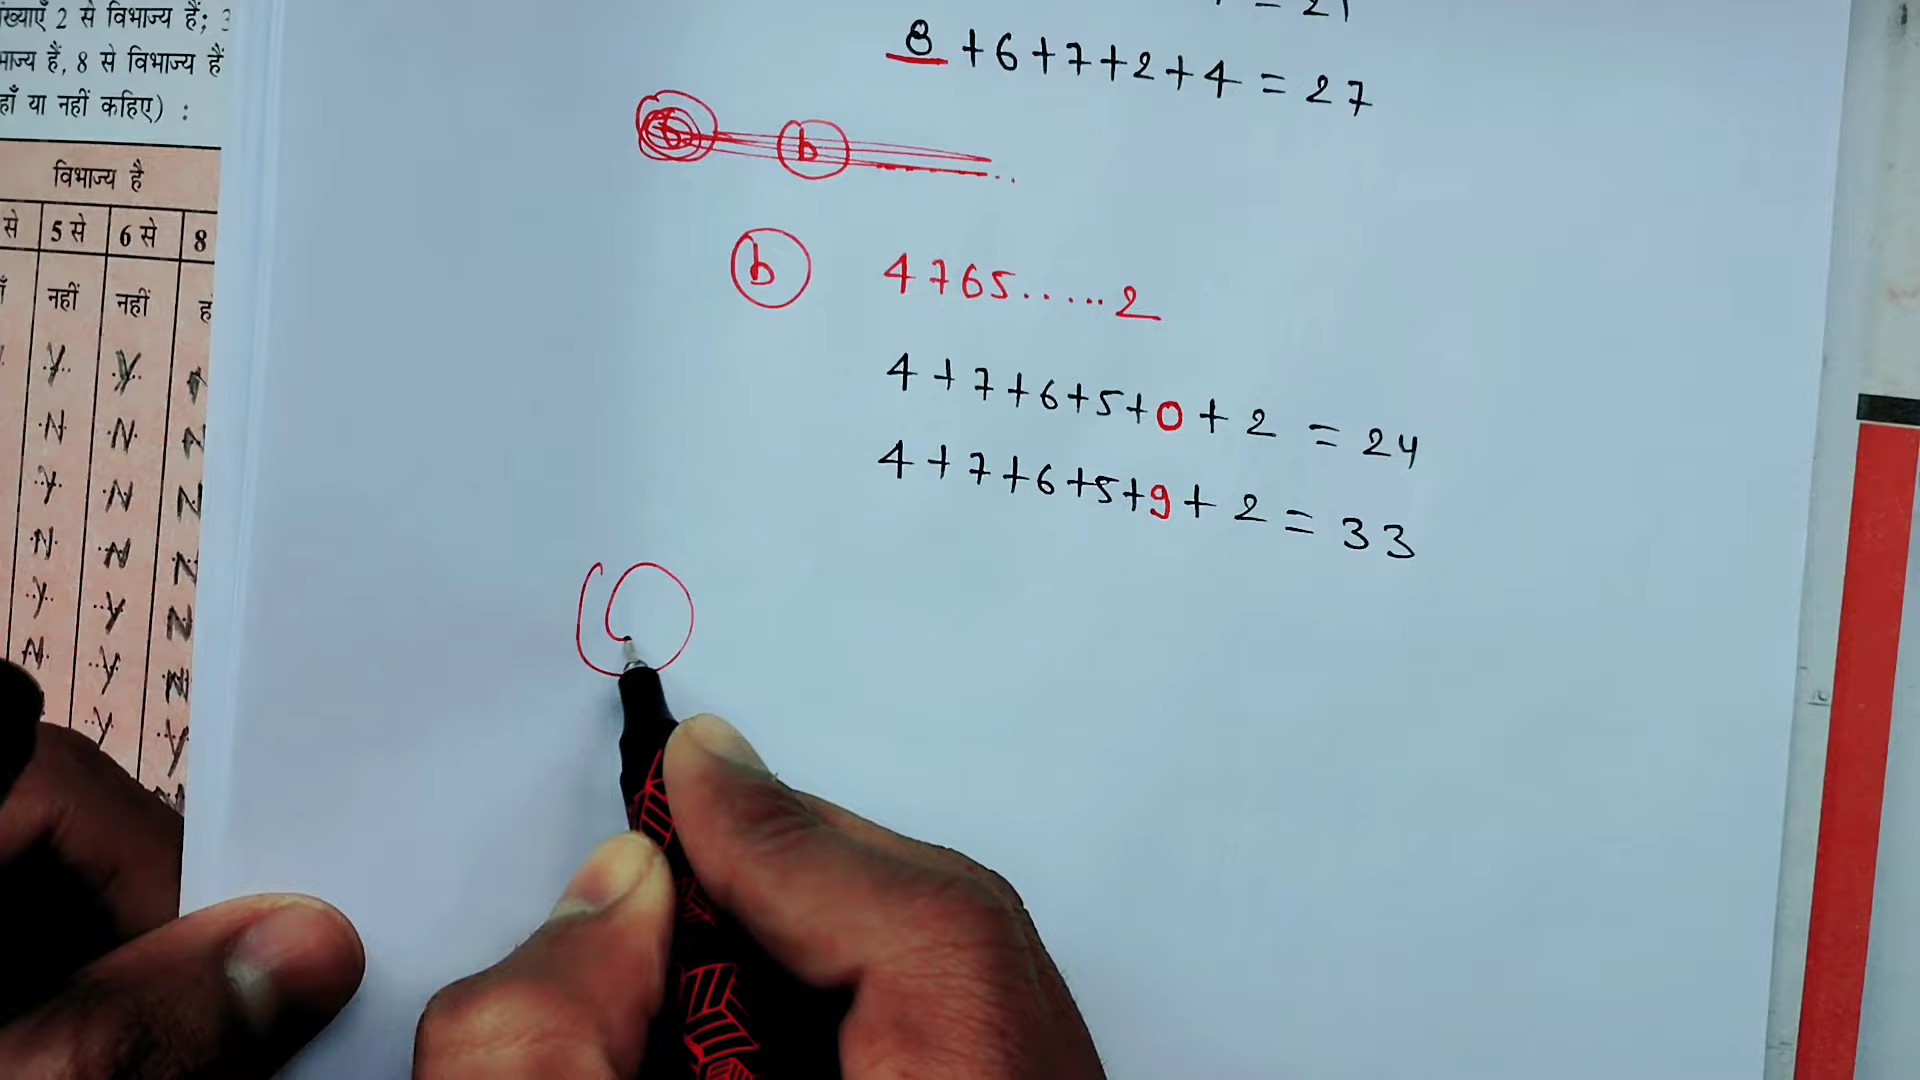 ख्याएँ 2 से विभाज्य हैं; 3
भाज्य हैं, 8 से विभाज्य हैं
हाँ या नहीं कहिए) :
विभाज्य है
से 5 से 6 से 8
नहीं नहीं
Y Y
N N N
Y N N
N N N
Y Y N
N Y N
Y Y
= 21
8 + 6 + 7 + 2 + 4 = 27
b
b 4765.....2
4 + 7 + 6 + 5 + 0 + 2 = 24
4 + 7 + 6 + 5 + 9 + 2 = 33